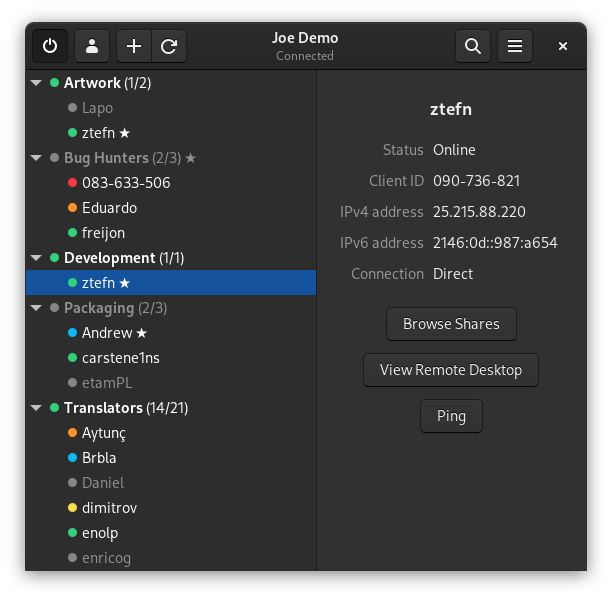 Joe Demo
Connected
Artwork (1/2)
Lapo
ztefn ★
Bug Hunters (2/3) ★
083-633-506
Eduardo
freijon
Development (1/1)
ztefn ★
Packaging (2/3)
Andrew ★
carstene1ns
etamPL
Translators (14/21)
Aytunç
Brbla
Daniel
dimitrov
enolp
enricog
ztefn
Status Online
Client ID 090-736-821
IPv4 address 25.215.88.220
IPv6 address 2146:0d::987:a654
Connection Direct
Browse Shares
View Remote Desktop
Ping